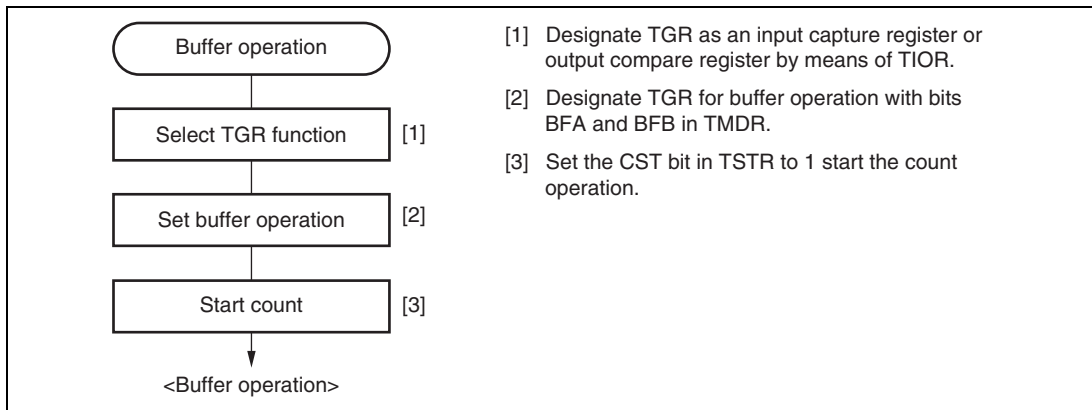 Buffer operation
Select TGR function
[1]
Set buffer operation
[2]
Start count
[3]
<Buffer operation>
[1] Designate TGR as an input capture register or
output compare register by means of TIOR.
[2] Designate TGR for buffer operation with bits
BFA and BFB in TMDR.
[3] Set the CST bit in TSTR to 1 start the count
operation.